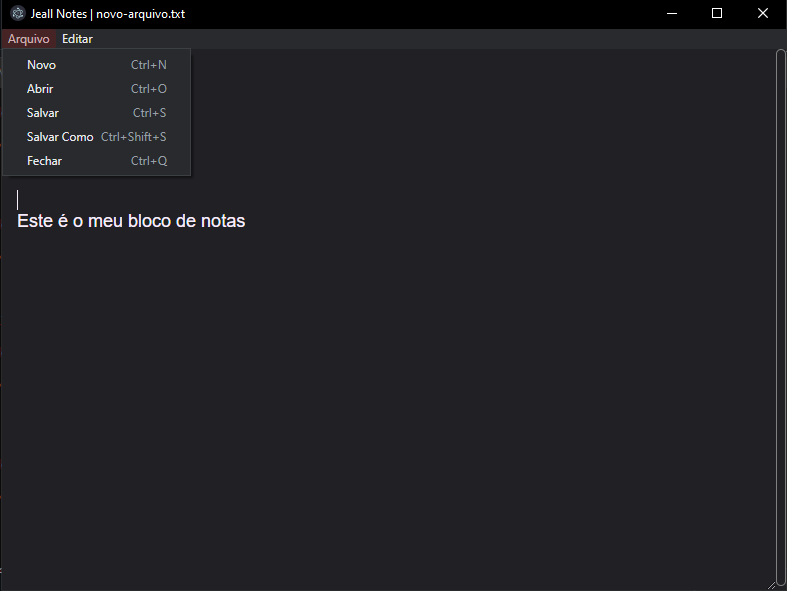 Jeall Notes | novo-arquivo.txt
Arquivo Editar
Novo Ctrl+N
Abrir Ctrl+O
Salvar Ctrl+S
Salvar Como Ctrl+Shift+S
Fechar Ctrl+Q
Este é o meu bloco de notas